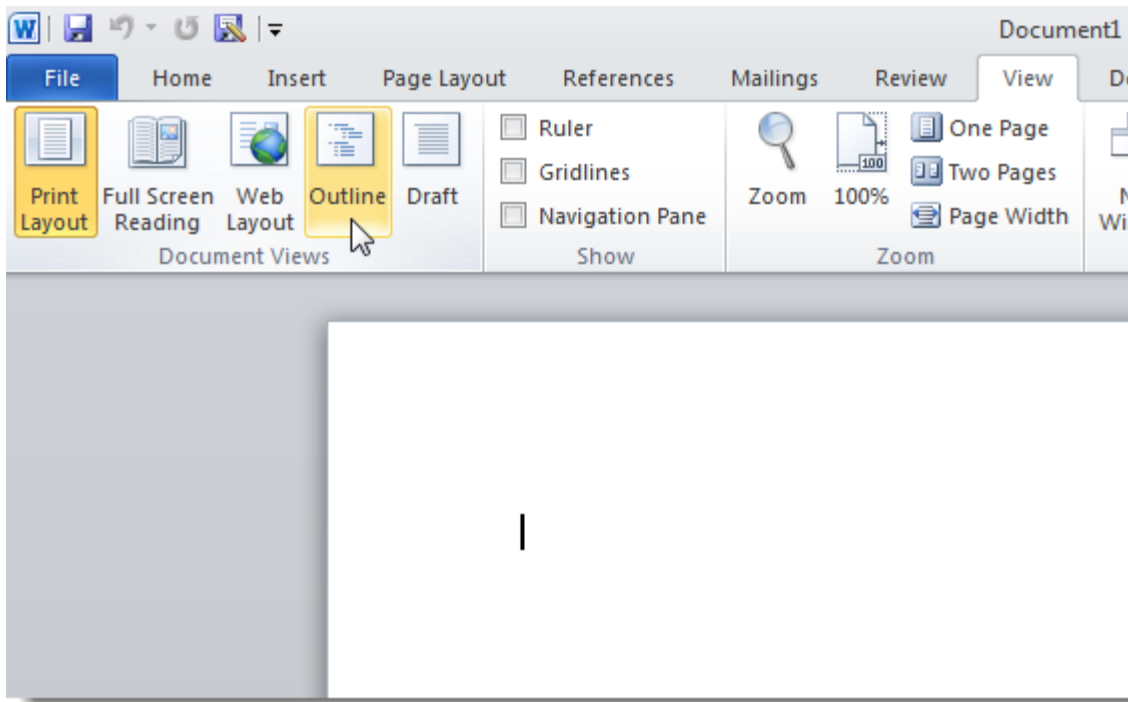 W
Document1
File Home Insert Page Layout References Mailings Review View
Print Layout
Full Screen Reading
Web Layout
Outline
Draft
Document Views
Ruler
Gridlines
Navigation Pane
Show
Zoom
100
100%
One Page
Two Pages
Page Width
Zoom